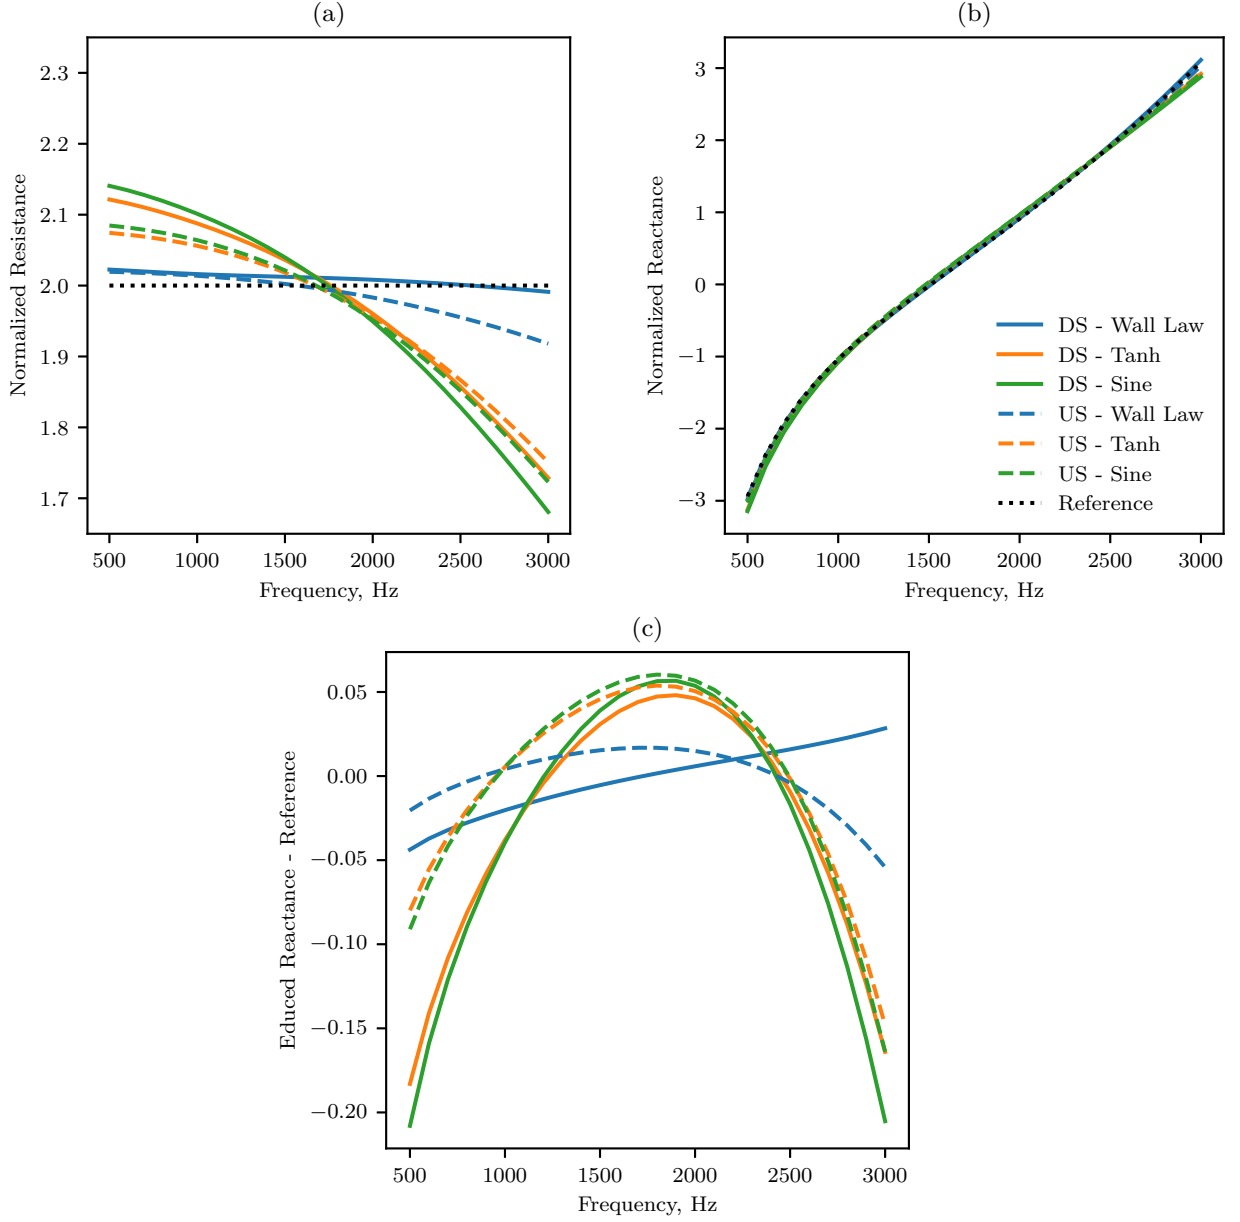 (a)
Normalized Resistance
2.3
2.2
2.1
2.0
1.9
1.8
1.7
500 1000 1500 2000 2500 3000
Frequency, Hz
(b)
Normalized Reactance
3
2
1
0
−1
−2
−3
500 1000 1500 2000 2500 3000
Frequency, Hz
DS - Wall Law
DS - Tanh
DS - Sine
US - Wall Law
US - Tanh
US - Sine
Reference
(c)
Educed Reactance - Reference
0.05
0.00
−0.05
−0.10
−0.15
−0.20
500 1000 1500 2000 2500 3000
Frequency, Hz